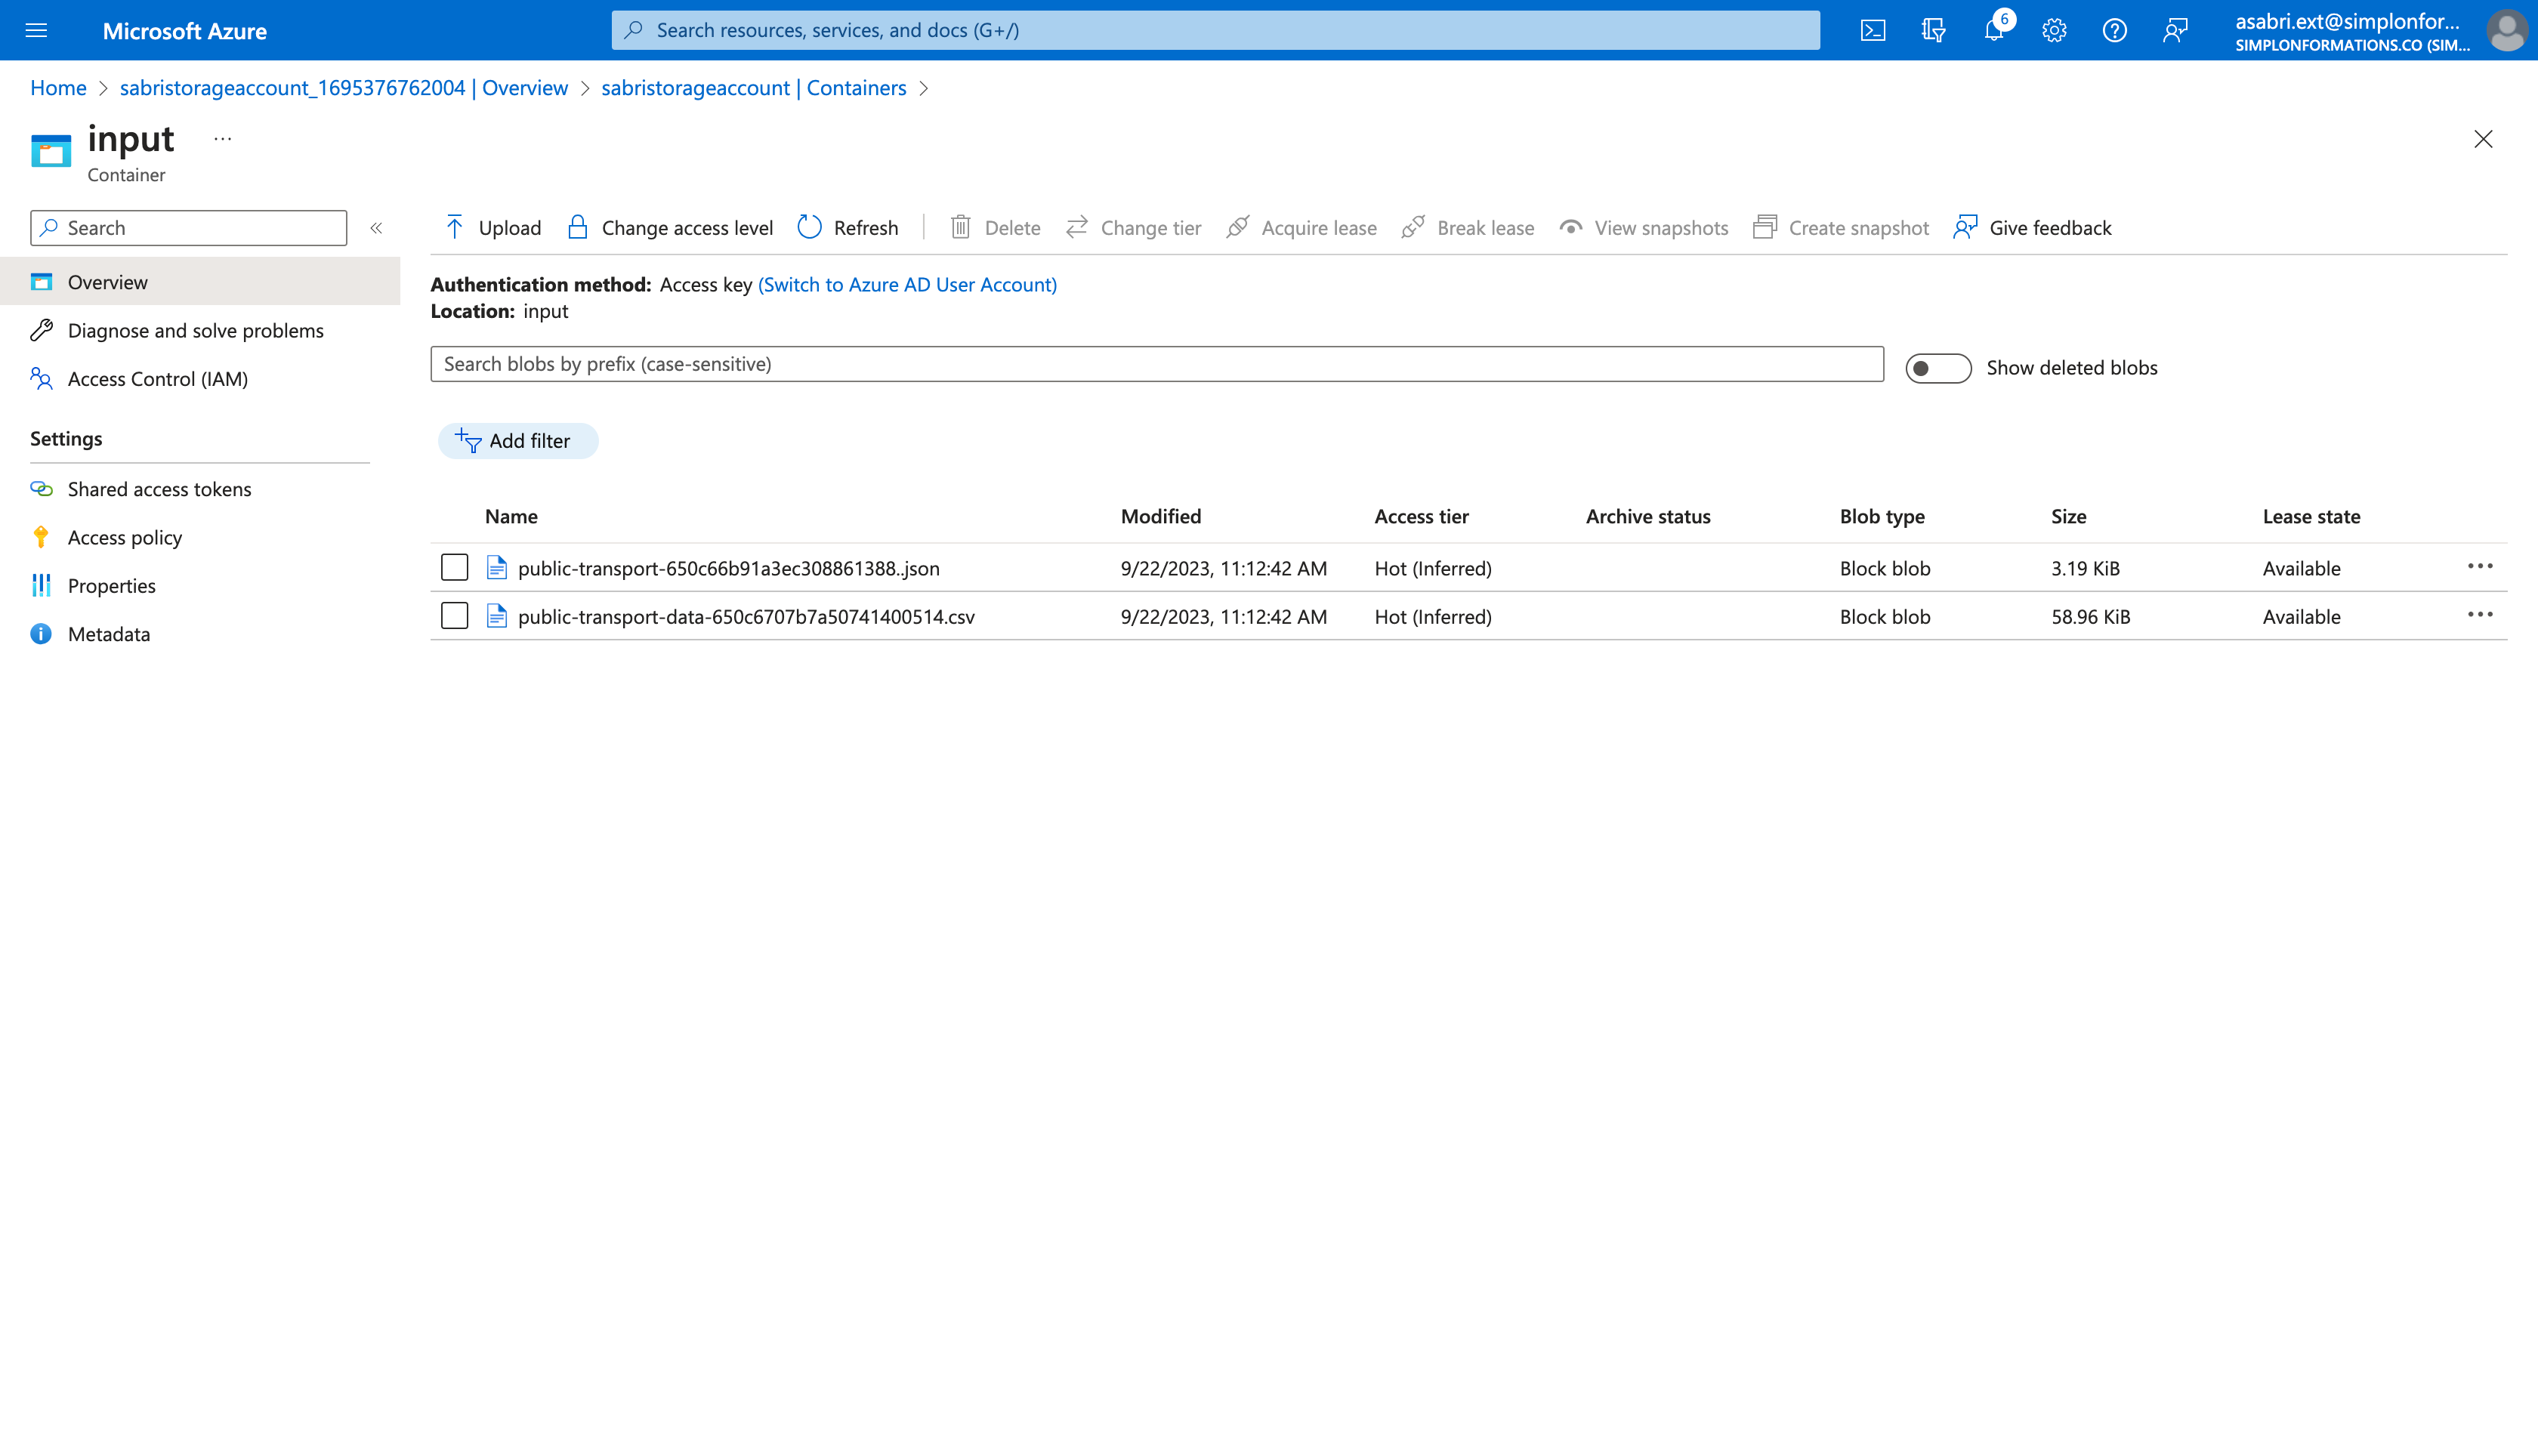 Microsoft Azure
Search resources, services, and docs (G+/)
6
asabri.ext@simplonfor...
SIMPLONFORMATIONS.CO (SIM...
Home > sabristorageaccount_1695376762004 | Overview > sabristorageaccount | Containers >
input ...
Container
Search «
Upload Change access level Refresh Delete Change tier Acquire lease Break lease View snapshots Create snapshot Give feedback
Overview
Diagnose and solve problems
Access Control (IAM)
Settings
Shared access tokens
Access policy
Properties
Metadata
Authentication method: Access key (Switch to Azure AD User Account)
Location: input
Search blobs by prefix (case-sensitive)
Show deleted blobs
Add filter
Name Modified Access tier Archive status Blob type Size Lease state
public-transport-650c66b91a3ec308861388..json 9/22/2023, 11:12:42 AM Hot (Inferred) Block blob 3.19 KiB Available ...
public-transport-data-650c6707b7a50741400514.csv 9/22/2023, 11:12:42 AM Hot (Inferred) Block blob 58.96 KiB Available ...